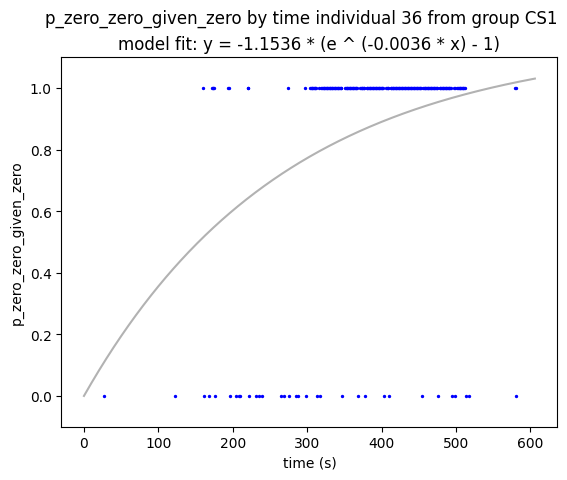 p_zero_zero_given_zero by time individual 36 from group CS1
model fit: y = -1.1536 * (e ^ (-0.0036 * x) - 1)
1.0
0.8
0.6
0.4
0.2
0.0
p_zero_zero_given_zero
0 100 200 300 400 500 600
time (s)